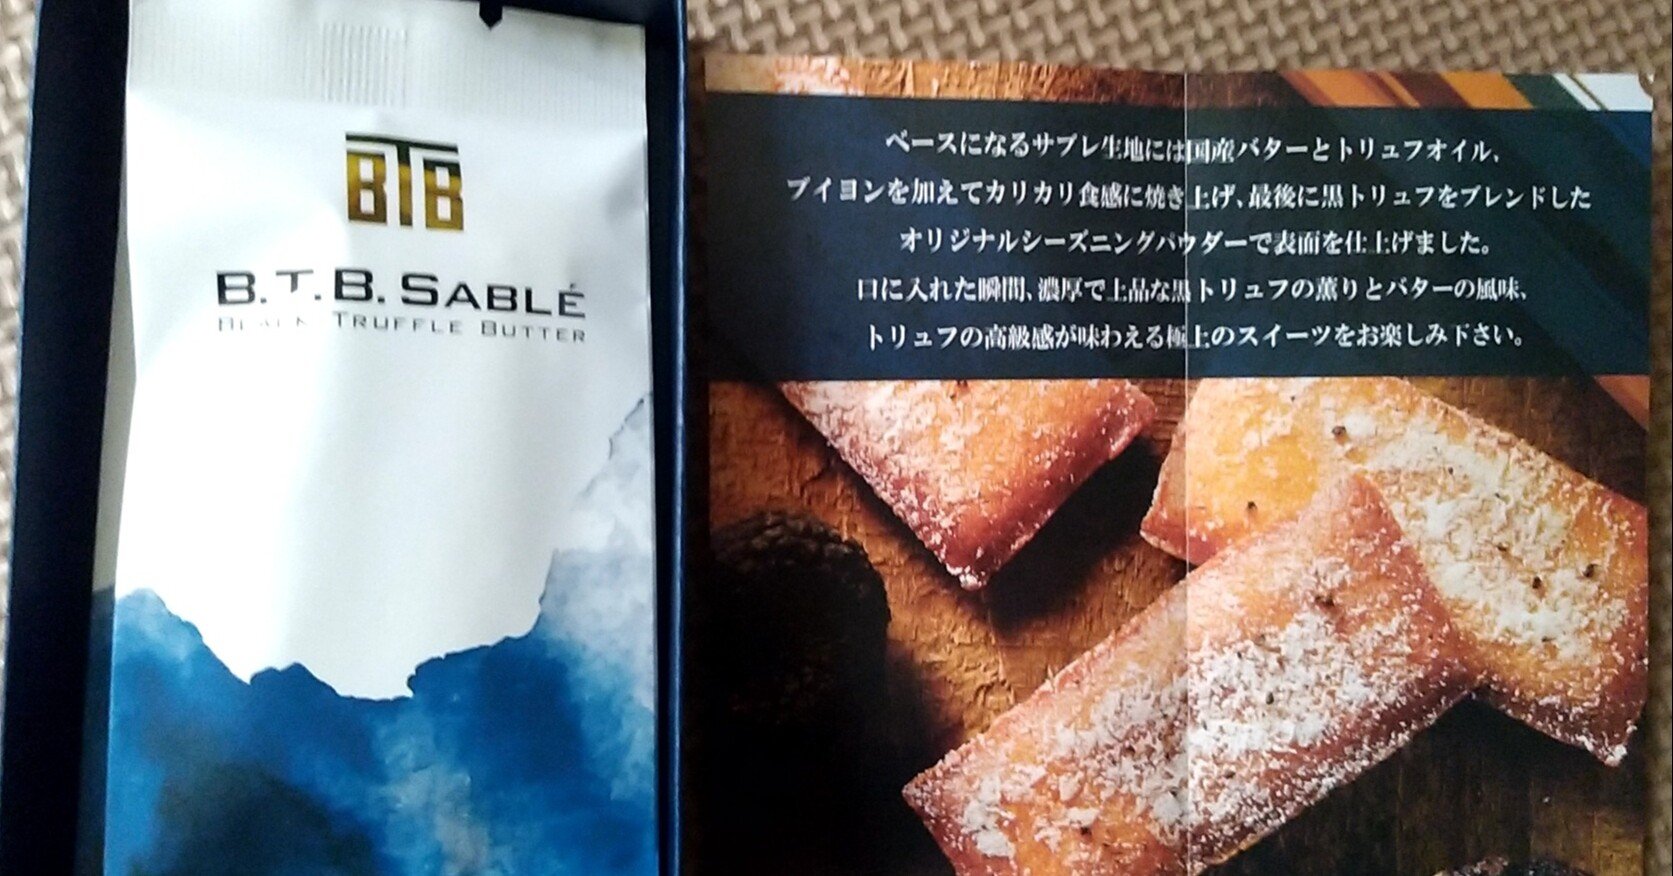 BTB
B.T.B. SABLÉ
BLACK TRUFFLE BUTTER
ベースになるサブレ生地には国産バターとトリュフオイル、
ブイヨンを加えてカリカリ食感に焼き上げ、最後に黒トリュフをブレンドした
オリジナルシーズニングパウダーで表面を仕上げました。
口に入れた瞬間、濃厚で上品な黒トリュフの薫りとバターの風味、
トリュフの高級感が味わえる極上のスイーツをお楽しみ下さい。